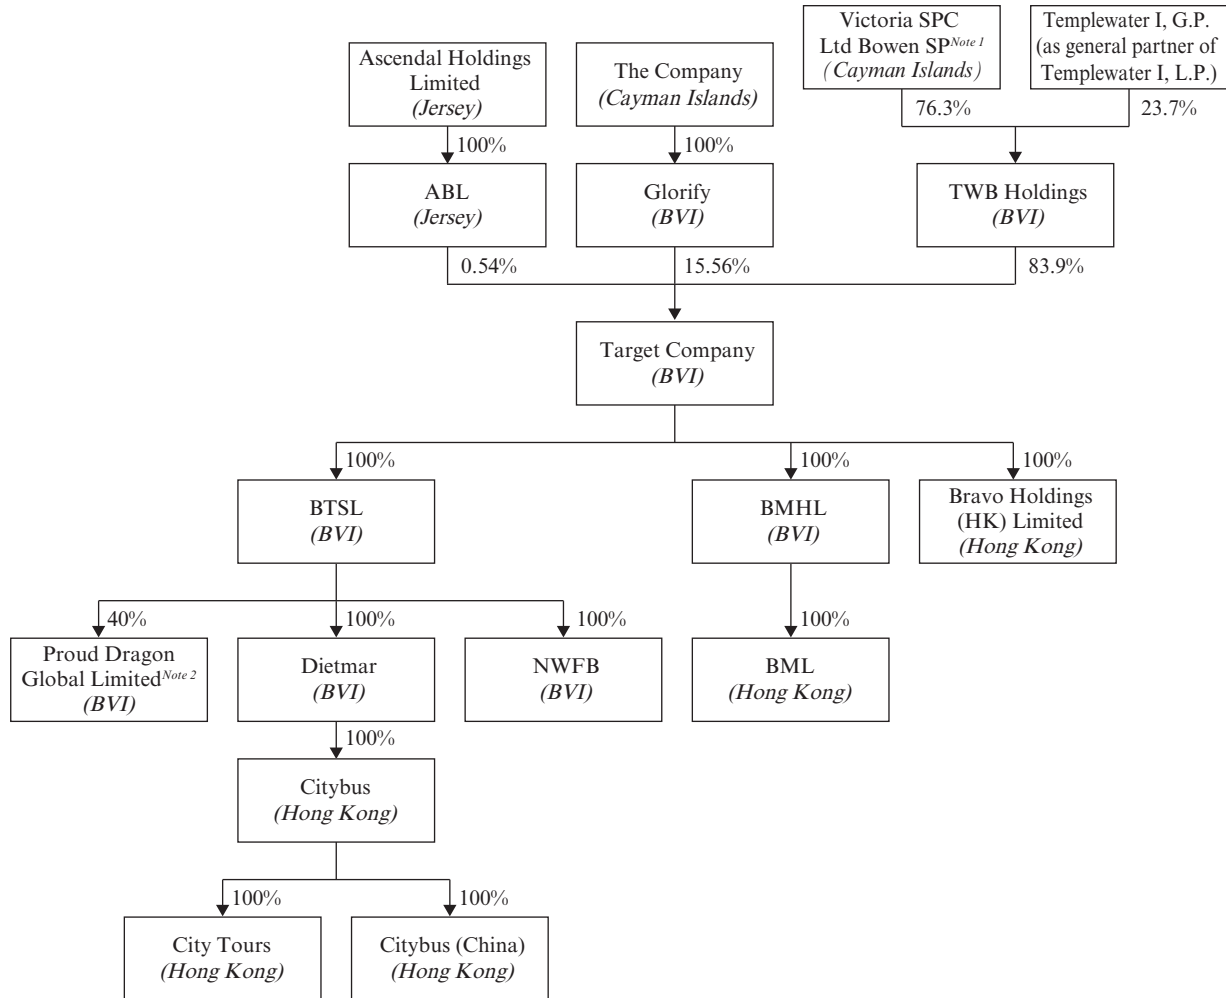 Victoria SPC
Ltd Bowen SP Note 1
(Cayman Islands)
Templewater I, G.P.
(as general partner of
Templewater I, L.P.)
Ascendal Holdings
Limited
(Jersey)
The Company
(Cayman Islands)
76.3%
23.7%
100%
100%
ABL
(Jersey)
Glorify
(BVI)
TWB Holdings
(BVI)
0.54%
15.56%
83.9%
Target Company
(BVI)
100%
100%
100%
BTSL
(BVI)
BMHL
(BVI)
Bravo Holdings
(HK) Limited
(Hong Kong)
40%
100%
100%
100%
Proud Dragon
Global Limited Note 2
(BVI)
Dietmar
(BVI)
NWFB
(BVI)
BML
(Hong Kong)
100%
Citybus
(Hong Kong)
100%
100%
City Tours
(Hong Kong)
Citybus (China)
(Hong Kong)